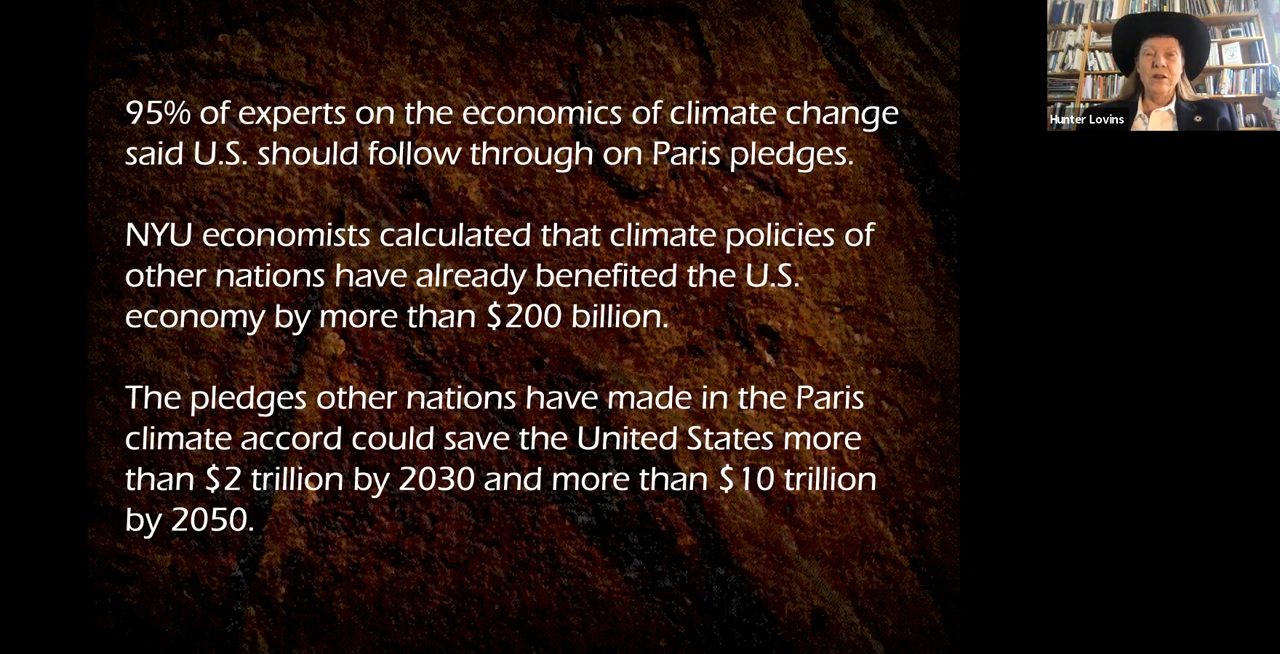 95% of experts on the economics of climate change
said U.S. should follow through on Paris pledges.
NYU economists calculated that climate policies of
other nations have already benefited the U.S.
economy by more than $200 billion.
The pledges other nations have made in the Paris
climate accord could save the United States more
than $2 trillion by 2030 and more than $10 trillion
by 2050.
Hunter Lovins